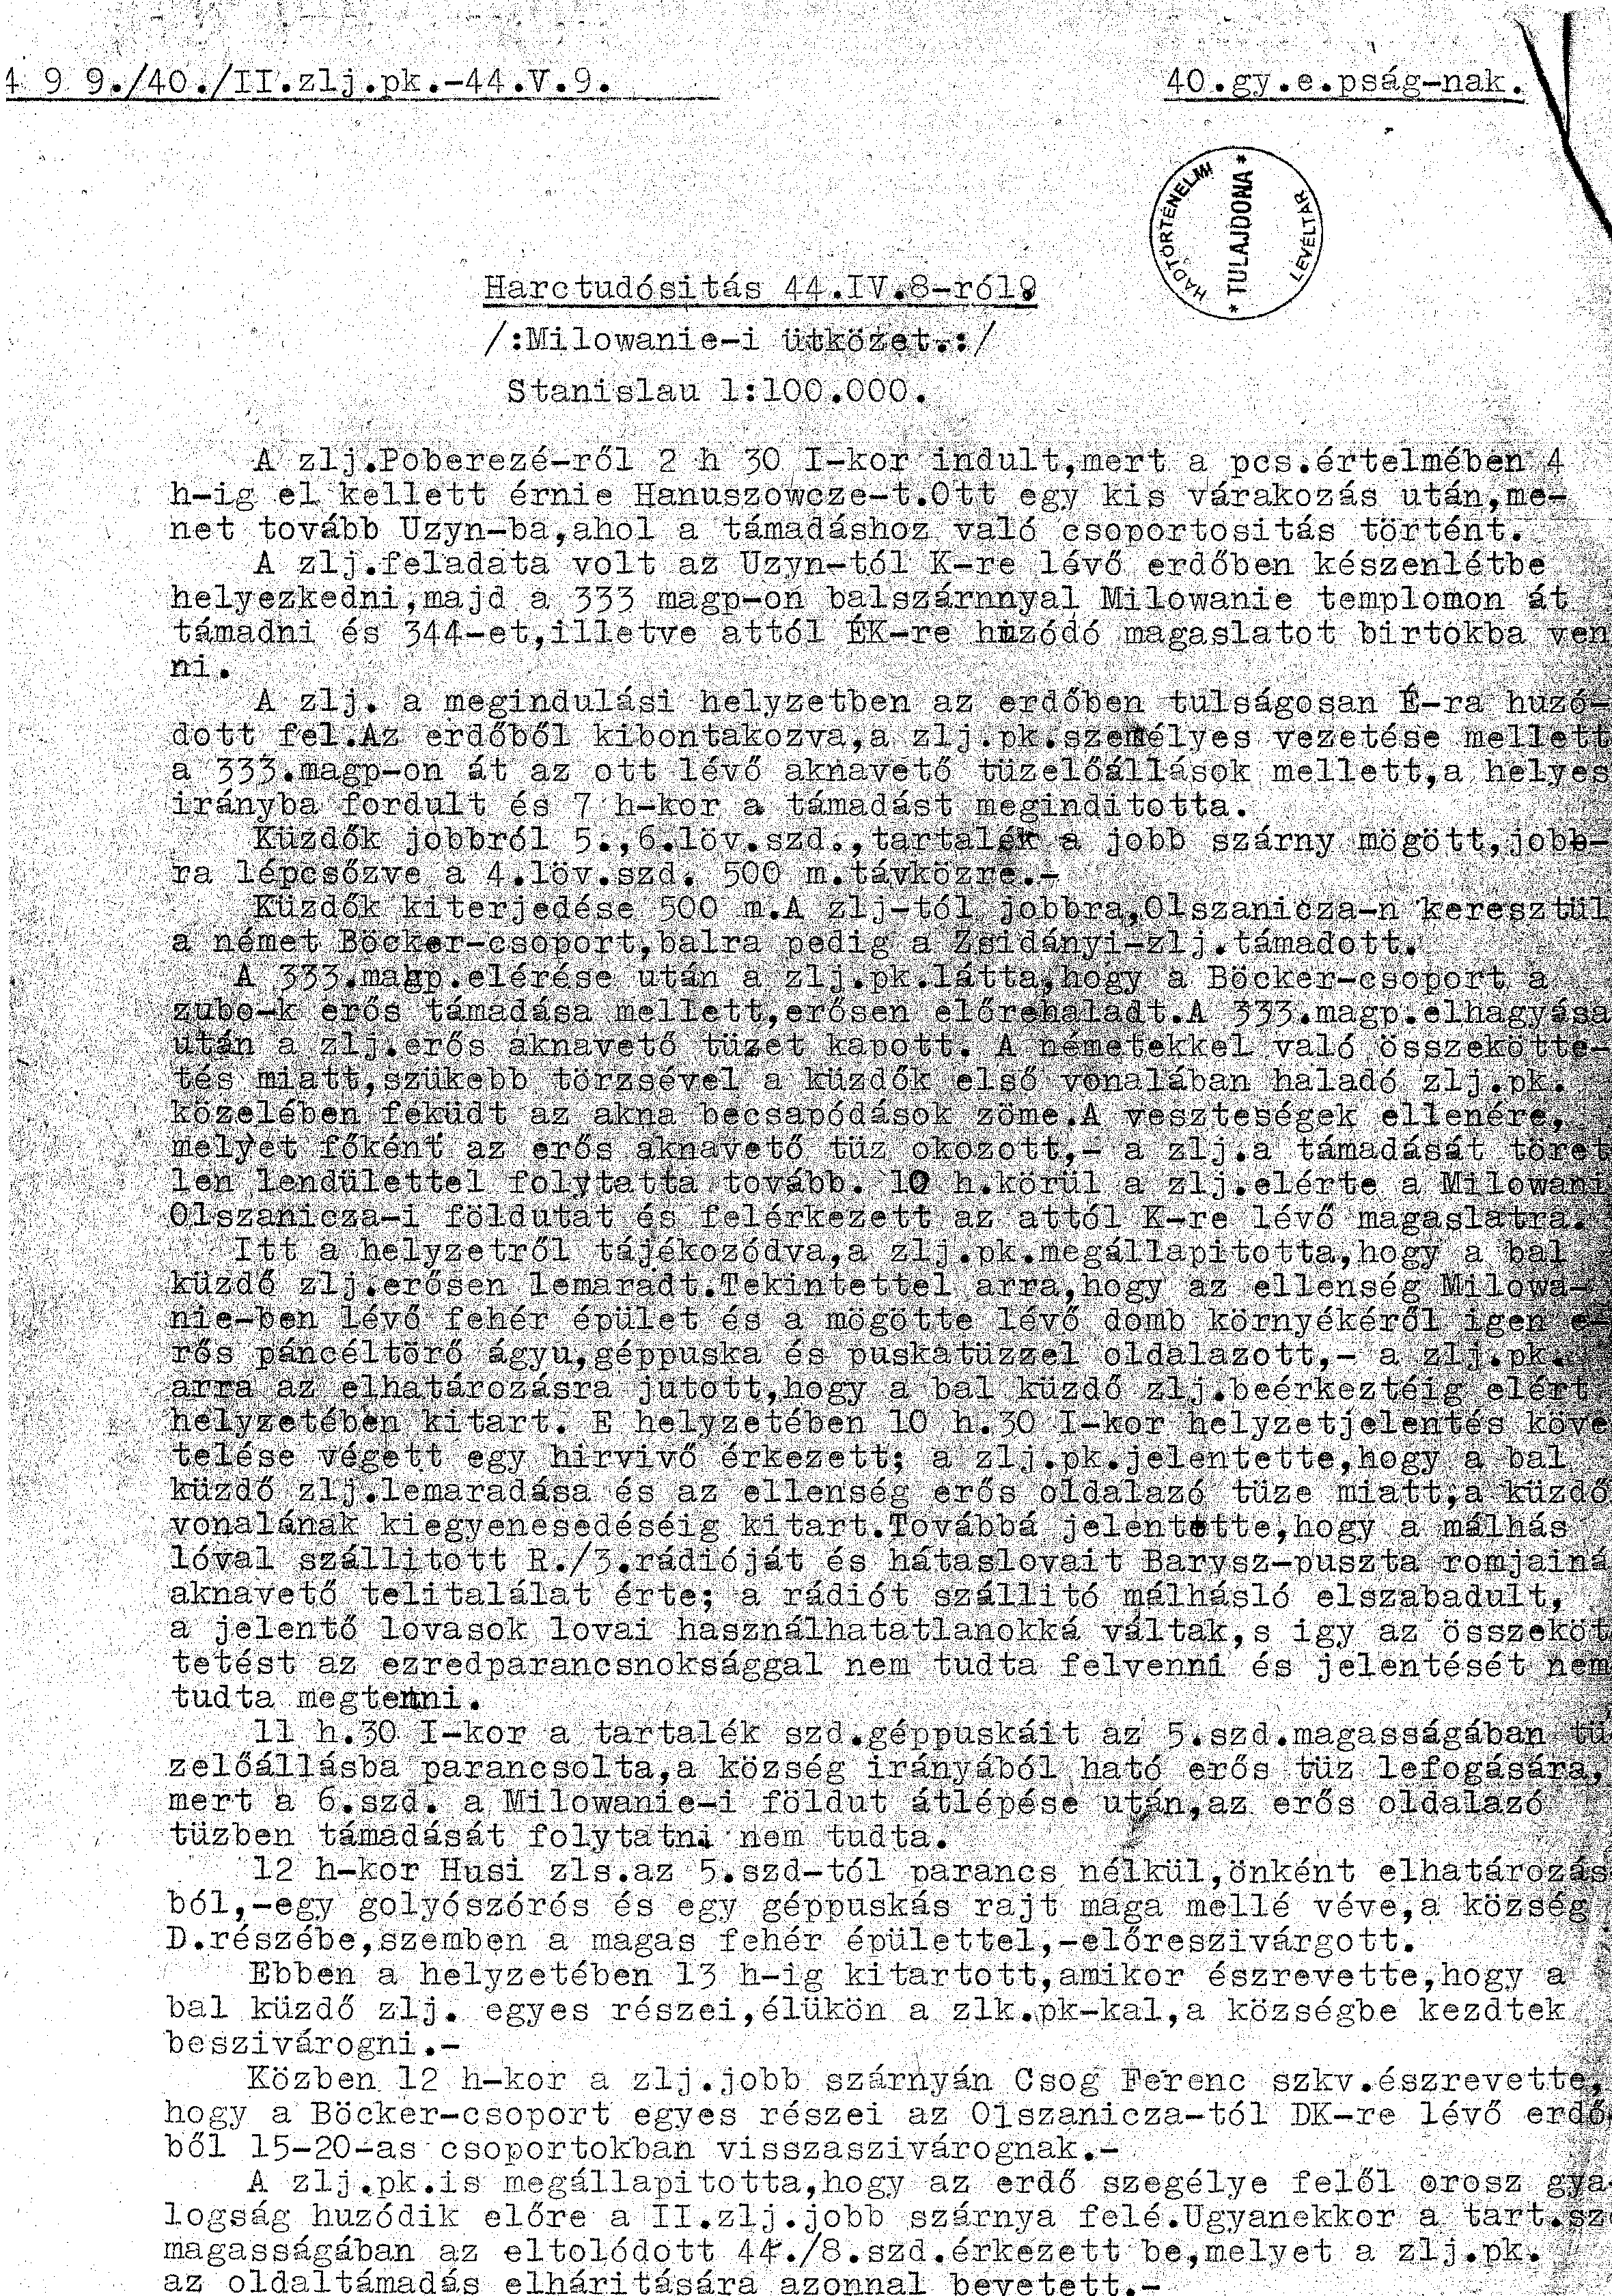 4 9 9./40./II.zlj.pk.-44.V.9.
40.gy.e.pság-nak.
HADTÖRTÉNELMI
* TULAJDONA *
LEVÉLTÁR
Harctudósitás 44.IV.8-ról.
/:Milowanie-i ütközet.:/
Stanislau 1:100.000.
A zlj.Poberezé-ről 2 h 30 I-kor indult,mert a pcs.értelmében 4
h-ig el kellett érnie Hanuszowcze-t.Ott egy kis várakozás után,me-
net tovább Uzyn-ba,ahol a támadáshoz való csoportositás történt.
A zlj.feladata volt az Uzyn-tól K-re lévő erdőben készenlétbe
helyezkedni,majd a 333 magp-on balszárnnyal Milowanie templomon át
támadni és 344-et,illetve attól ÉK-re húzódó magaslatot birtokba ven
ni.
A zlj. a megindulási helyzetben az erdőben tulságosan É-ra huzó-
dott fel.Az erdőből kibontakozva,a zlj.pk.személyes vezetése mellett
a 333.magp-on át az ott lévő aknavető tüzelőállások mellett,a helyes
irányba fordult és 7 h-kor a támadást meginditotta.
Küzdők jobbról 5.,6.löv.szd.,tartalék a jobb szárny mögött,jobb-
ra lépcsőzve a 4.löv.szd. 500 m.távközre.-
Küzdők kiterjedése 500 m.A zlj-tól jobbra,Olszanicza-n keresztül
a német Böcker-csoport,balra pedig a Zsidányi-zlj.támadott.
A 333.magp.elérése után a zlj.pk.látta,hogy a Böcker-csoport a
zubo-k erős támadása mellett,erősen előrehaladt.A 333.magp.elhagyása
után a zlj.erős aknavető tüzet kapott. A németekkel való összekötte-
tés miatt,szükebb törzsével a küzdők első vonalában haladó zlj.pk.
közelében feküdt az akna becsapódások zöme.A veszteségek ellenére,
melyet főként az erős aknavető tüz okozott,- a zlj.a támadását töret
len lendülettel folytatta tovább. 10 h.körül a zlj.elérte a Milowani
Olszanicza-i földutat és felérkezett az attól K-re lévő magaslatra.
Itt a helyzetről tájékozódva,a zlj.pk.megállapitotta,hogy a bal
küzdő zlj.erősen lemaradt.Tekintettel arra,hogy az ellenség Milowa-
nie-ben lévő fehér épület és a mögötte lévő domb környékéről igen e-
rős páncéltörő ágyu,géppuska és puskatüzzel oldalazott,- a zlj.pk.
arra az elhatározásra jutott,hogy a bal küzdő zlj.beérkeztéig elért
helyzetében kitart. E helyzetében 10 h.30 I-kor helyzetjelentés köve
telése végett egy hirvivő érkezett; a zlj.pk.jelentette,hogy a bal
küzdő zlj.lemaradása és az ellenség erős oldalazó tüze miatt,a küzdő
vonalának kiegyenesedéséig kitart.Továbbá jelentette,hogy a málhás
lóval szállitott R./3.rádióját és hátaslovait Barysz-puszta romjainá
aknavető telitalálat érte; a rádiót szállitó málhásló elszabadult,
a jelentő lovasok lovai használhatatlanokká váltak,s igy az összeköt
tetést az ezredparancsnoksággal nem tudta felvenni és jelentését nem
tudta megtenni.
11 h.30 I-kor a tartalék szd.géppuskáit az 5.szd.magasságában tü
zelőállásba parancsolta,a község irányából ható erős tüz lefogására,
mert a 6.szd. a Milowanie-i földut átlépése után,az erős oldalazó
tüzben támadását folytatni nem tudta.
12 h-kor Husi zls.az 5.szd-tól parancs nélkül,önként elhatározás
ból,-egy golyószórós és egy géppuskás rajt maga mellé véve,a község
D.részébe,szemben a magas fehér épülettel,-előreszivárgott.
Ebben a helyzetében 13 h-ig kitartott,amikor észrevette,hogy a
bal küzdő zlj. egyes részei,élükön a zlk.pk-kal,a községbe kezdtek
beszivárogni.-
Közben 12 h-kor a zlj.jobb szárnyán Csog Ferenc szkv.észrevette,
hogy a Böcker-csoport egyes részei az Olszanicza-tól DK-re lévő erdő
ből 15-20-as csoportokban visszaszivárognak.-
A zlj.pk.is megállapitotta,hogy az erdő szegélye felől orosz gya-
logság huzódik előre a II.zlj.jobb szárnya felé.Ugyanekkor a tart.sz
magasságában az eltolódott 44./8.szd.érkezett be,melyet a zlj.pk.
az oldaltámadás elháritására azonnal bevetett.-